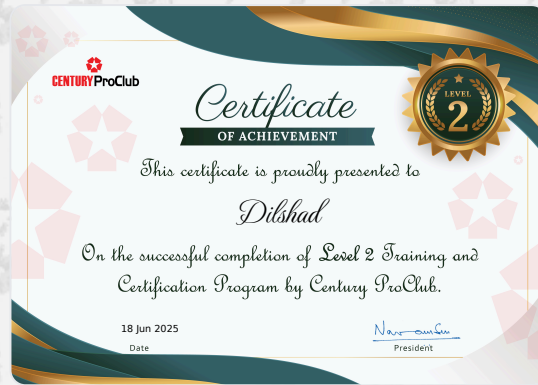 CENTURY ProClub
Certificate
OF ACHIEVEMENT
LEVEL
2
This certificate is proudly presented to
Dilshad
On the successful completion of Level 2 Training and
Certification Program by Century ProClub.
18 Jun 2025
Date
President